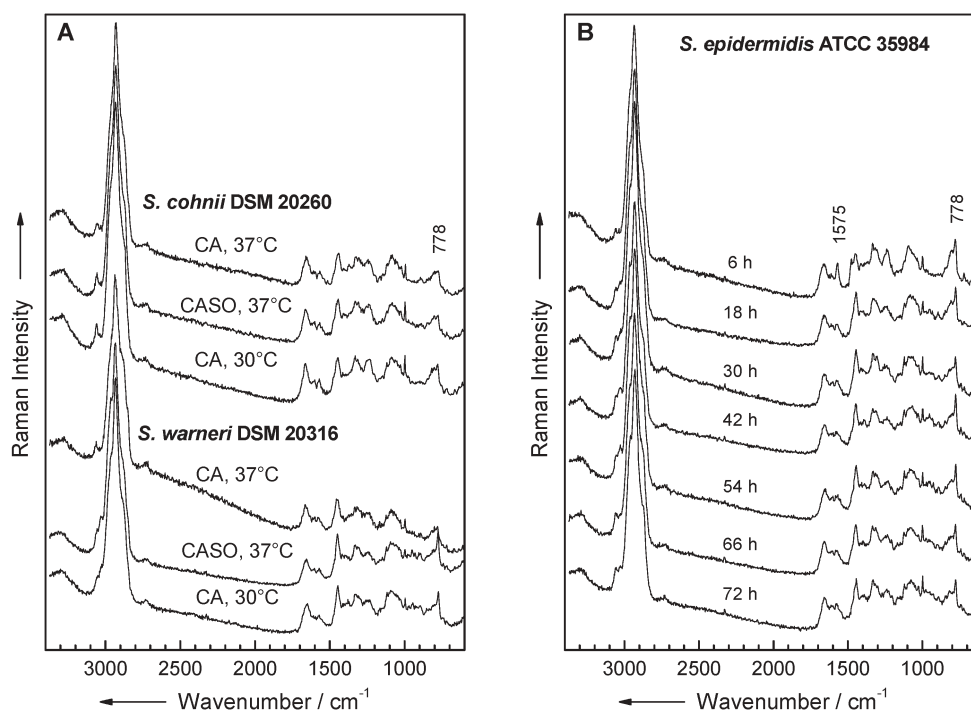 A
S. cohnii DSM 20260
778
CA, 37°C
CASO, 37°C
CA, 30°C
S. warneri DSM 20316
CA, 37°C
CASO, 37°C
CA, 30°C
Raman Intensity
3000 2500 2000 1500 1000
Wavenumber / cm-1
B
S. epidermidis ATCC 35984
1575
778
6 h
18 h
30 h
42 h
54 h
66 h
72 h
Raman Intensity
3000 2500 2000 1500 1000
Wavenumber / cm-1